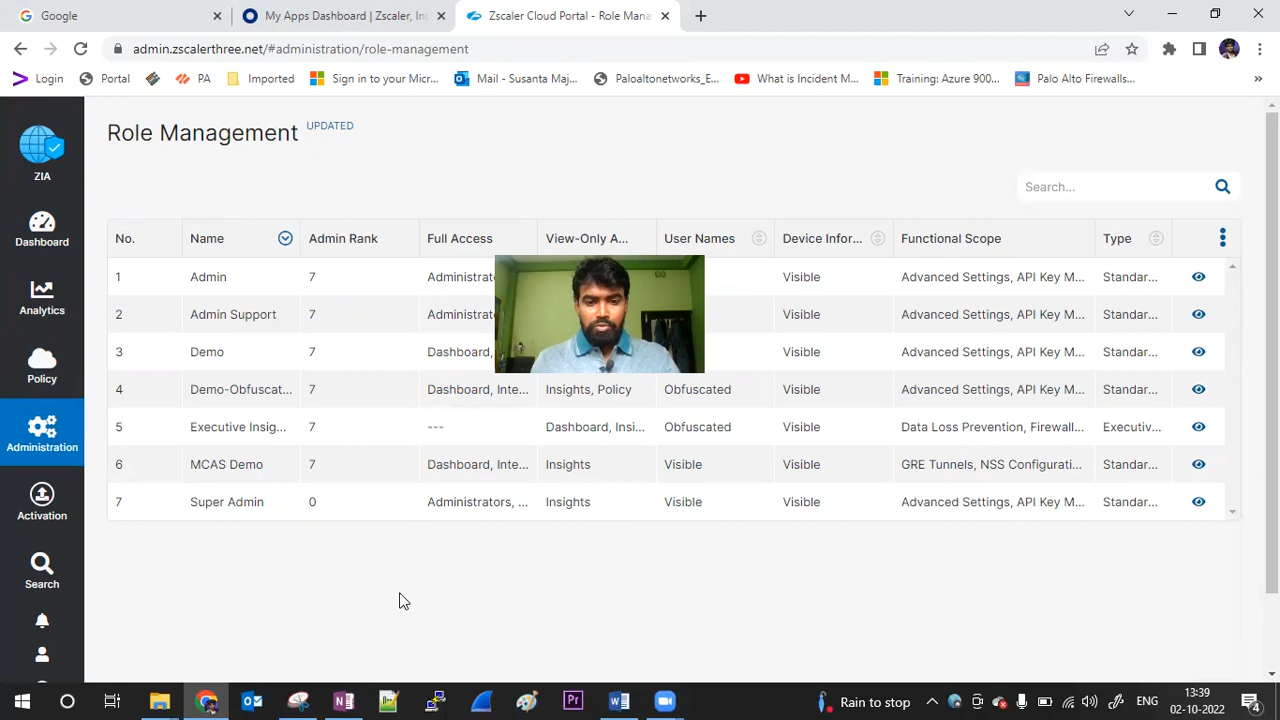 Google
My Apps Dashboard | Zscaler, Inc
Zscaler Cloud Portal - Role Mana
admin.zscalerthree.net/#administration/role-management
Login
Portal
PA
Imported
Sign in to your Micr...
Mail - Susanta Maj...
Paloaltonetworks_E...
What is Incident M...
Training: Azure 900...
Palo Alto Firewalls...
»
ZIA
Dashboard
Analytics
Policy
Administration
Activation
Search
Role Management UPDATED
Search...
No. Name Admin Rank Full Access View-Only A... User Names Device Infor... Functional Scope Type
1 Admin 7 Administrato Visible Advanced Settings, API Key M... Standar...
2 Admin Support 7 Administrato Visible Advanced Settings, API Key M... Standar...
3 Demo 7 Dashboard, Visible Advanced Settings, API Key M... Standar...
4 Demo-Obfuscat... 7 Dashboard, Inte... Insights, Policy Obfuscated Visible Advanced Settings, API Key M... Standar...
5 Executive Insig... 7 --- Dashboard, Insi... Obfuscated Visible Data Loss Prevention, Firewall... Executiv...
6 MCAS Demo 7 Dashboard, Inte... Insights Visible Visible GRE Tunnels, NSS Configurati... Standar...
7 Super Admin 0 Administrators, ... Insights Visible Visible Advanced Settings, API Key M... Standar...
Rain to stop
ENG
13:39
02-10-2022
4